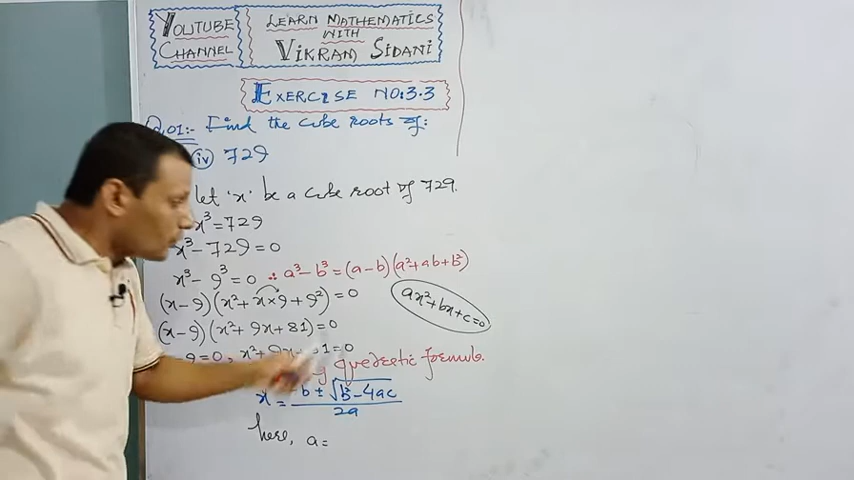 YOUTUBE CHANNEL
LEARN MATHEMATICS WITH VIKRAM SIDANI
EXERCISE NO:3.3
Q.01:- Find the cube roots of:
iv 729
let 'x' be a cube root of 729.
x³=729
x³-729=0
x³-9³=0 ∴ a³-b³=(a-b)(a²+ab+b²)
(x-9)(x²+x×9+9²)=0
ax²+bx+c=0
(x-9)(x²+9x+81)=0
9=0, x²+9x 81=0
quadratic formula.
x = -b±√b²-4ac / 2a
here, a=